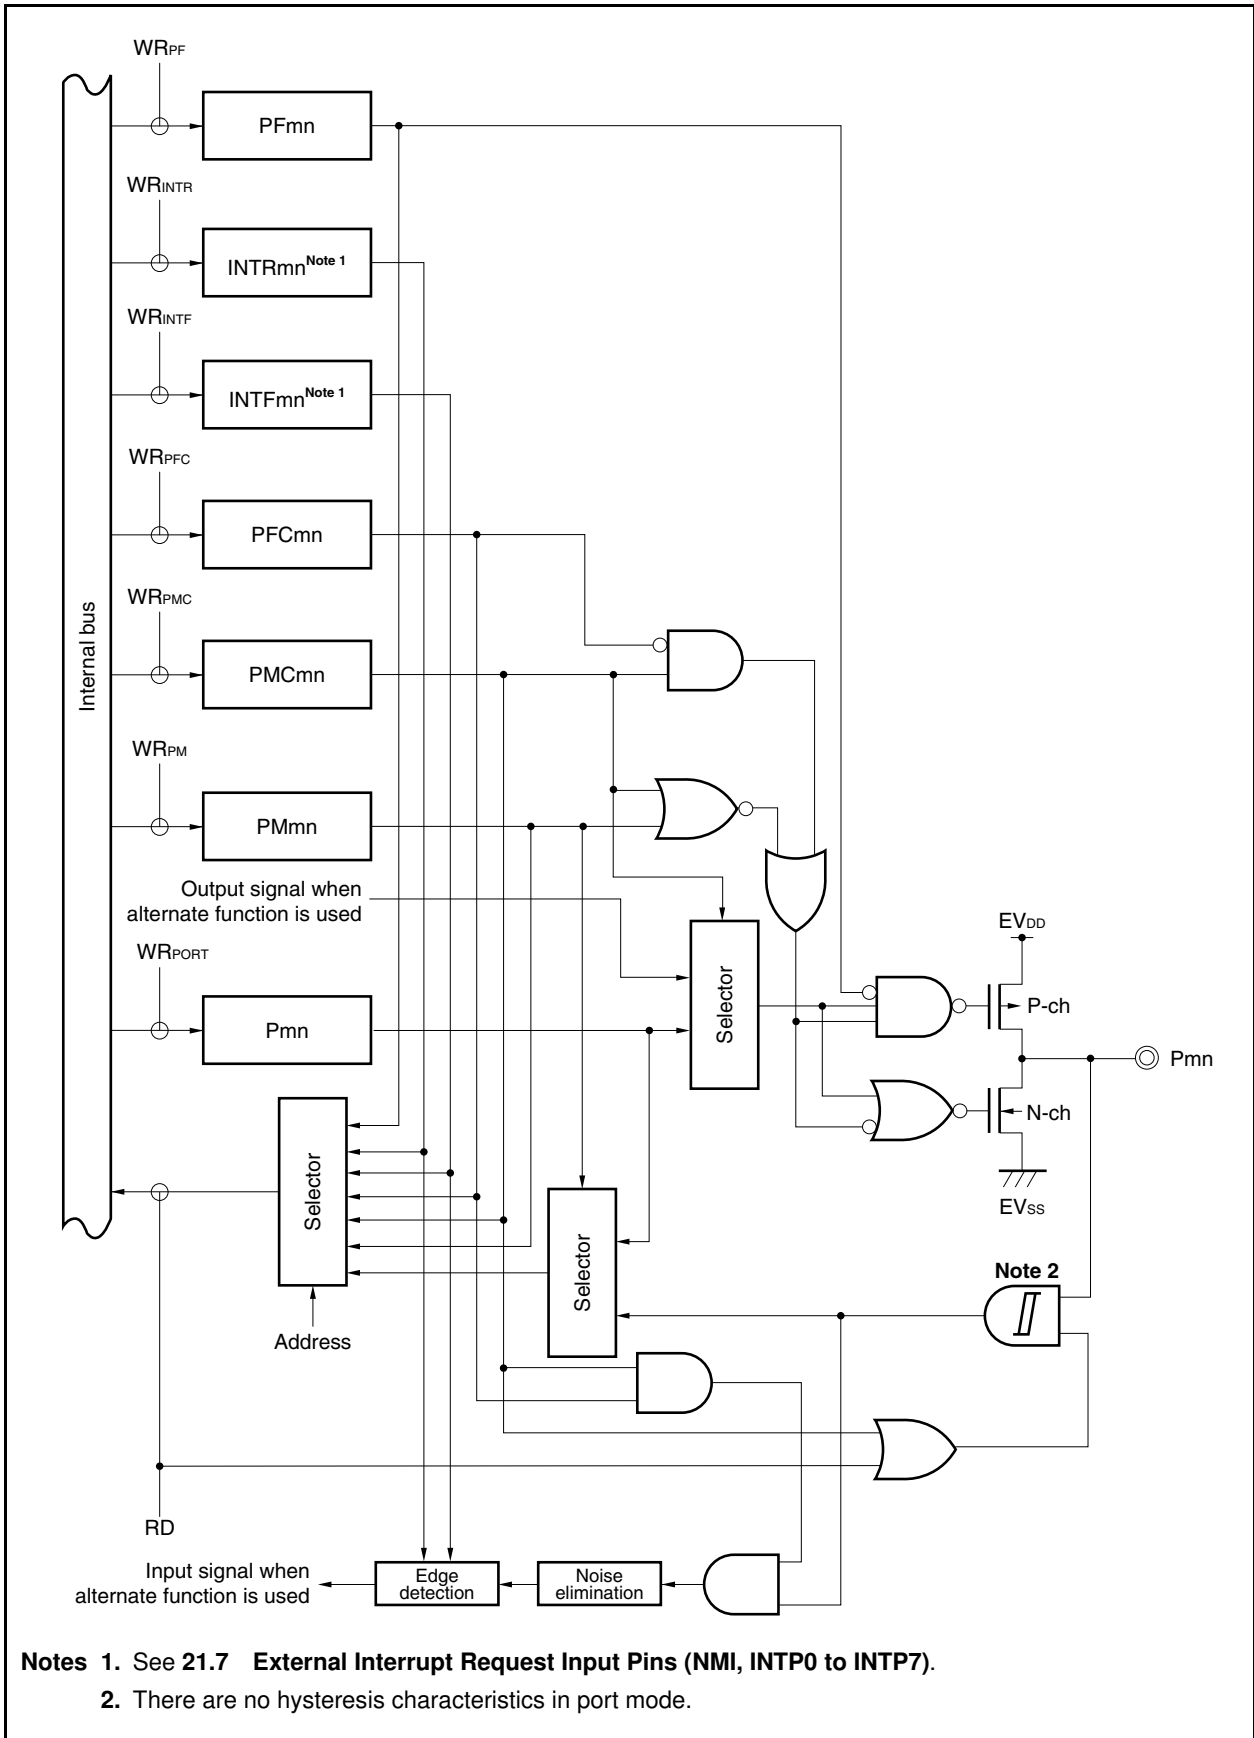 WRPF
PFmn
WRINTR
INTRmnNote 1
WRINTF
INTFmnNote 1
WRPFC
PFCmn
WRPMC
PMCmn
Internal bus
WRPM
PMmn
Output signal when
alternate function is used
WRPORT
Pmn
Selector
EVDD
P-ch
Pmn
N-ch
EVSS
Selector
Address
Selector
Note 2
RD
Input signal when
alternate function is used
Edge
detection
Noise
elimination
Notes 1. See 21.7 External Interrupt Request Input Pins (NMI, INTP0 to INTP7).
2. There are no hysteresis characteristics in port mode.